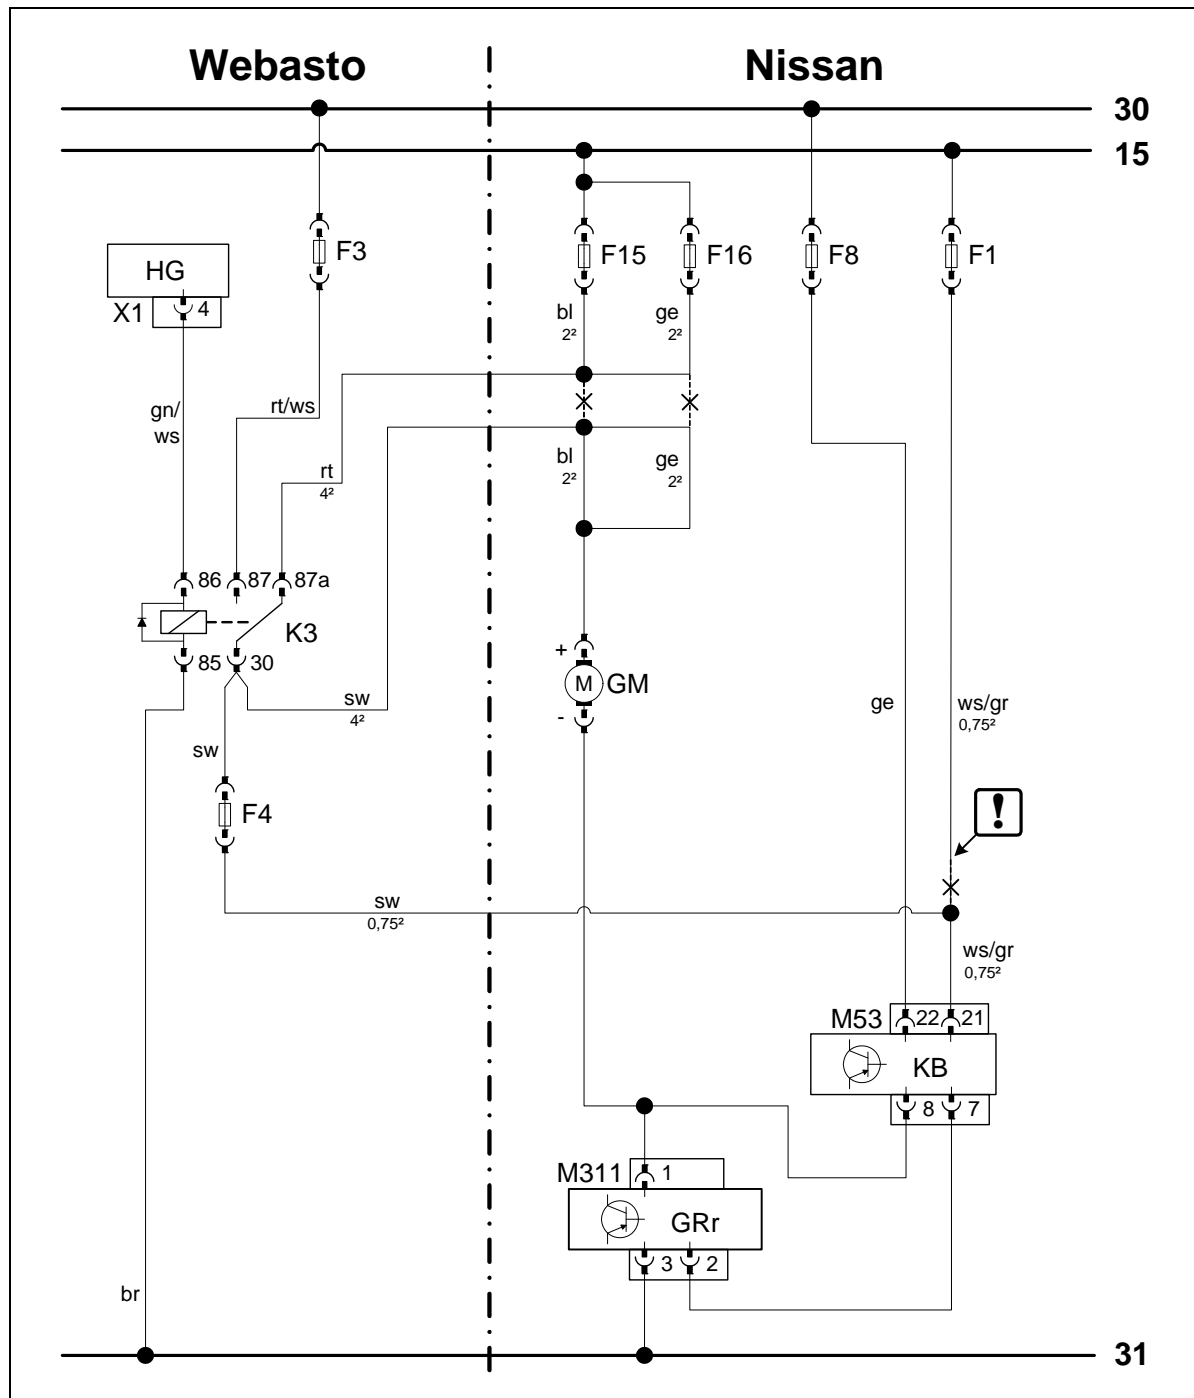 Webasto
Nissan
30
15
F3
F15
F16
F8
F1
HG
X1
4
bl
2²
ge
2²
gn/
ws
rt/ws
rt
4²
bl
2²
ge
2²
86
87
87a
K3
85
30
+
M
GM
-
sw
4²
ge
ws/gr
0,75²
sw
F4
!
sw
0,75²
ws/gr
0,75²
M53
22
21
KB
8
7
M311
1
GRr
3
2
br
31